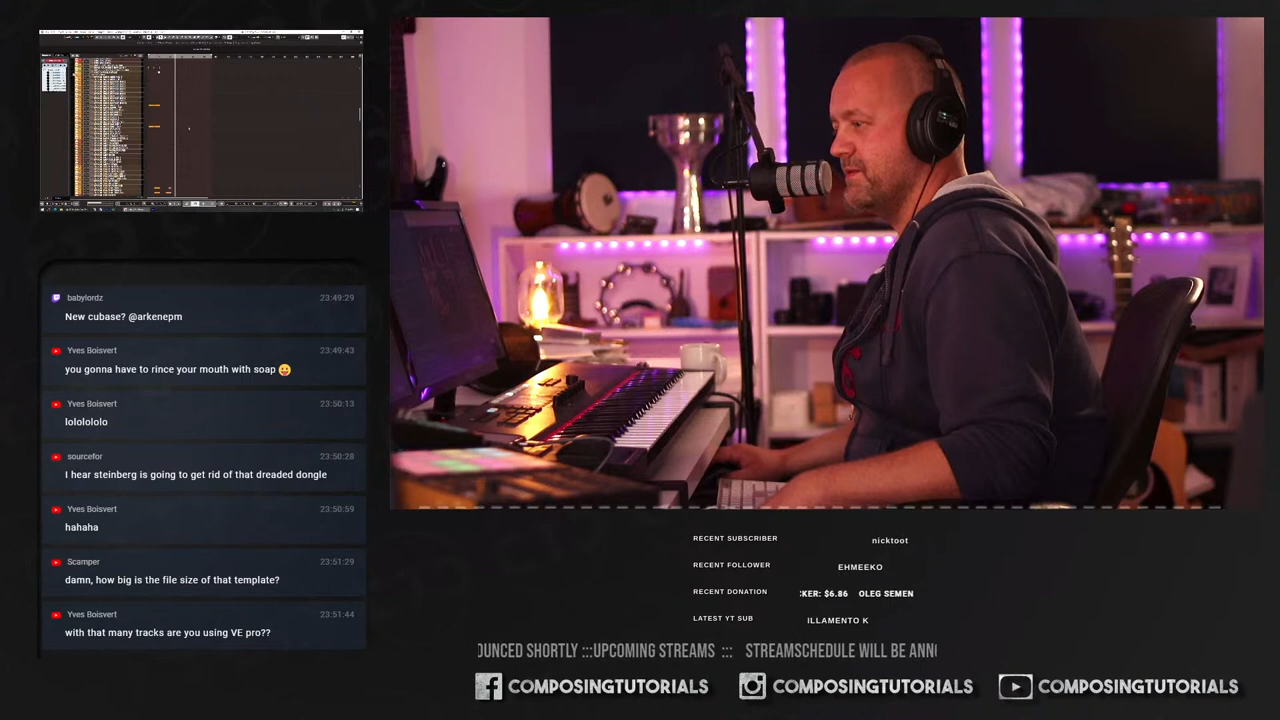 babylordz 23:49:29
New cubase? @arkenepm
Yves Boisvert 23:49:43
you gonna have to rince your mouth with soap 😛
Yves Boisvert 23:50:13
lolololo
sourcefor 23:50:28
I hear steinberg is going to get rid of that dreaded dongle
Yves Boisvert 23:50:59
hahaha
Scamper 23:51:29
damn, how big is the file size of that template?
Yves Boisvert 23:51:44
with that many tracks are you using VE pro??
RECENT SUBSCRIBER nicktoot
RECENT FOLLOWER EHMEEKO
RECENT DONATION KER: $6.86 OLEG SEMEN
LATEST YT SUB ILLAMENTO K
OUNCED SHORTLY :::UPCOMING STREAMS ::: STREAMSCHEDULE WILL BE ANN
COMPOSINGTUTORIALS COMPOSINGTUTORIALS COMPOSINGTUTORIALS